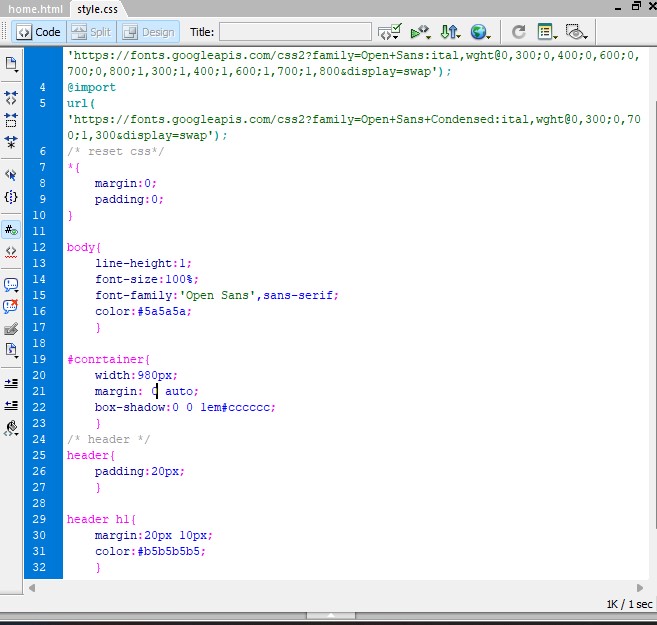 home.html style.css
Code Split Design Title:
'https://fonts.googleapis.com/css2?family=Open+Sans:ital,wght@0,300;0,400;0,600;0,
700;0,800;1,300;1,400;1,600;1,700;1,800&display=swap');
4 @import
5 url(
'https://fonts.googleapis.com/css2?family=Open+Sans+Condensed:ital,wght@0,300;0,70
0;1,300&display=swap');
6 /* reset css*/
7 *{
8 margin:0;
9 padding:0;
10 }
11
12 body{
13 line-height:1;
14 font-size:100%;
15 font-family:'Open Sans',sans-serif;
16 color:#5a5a5a;
17 }
18
19 #conrtainer{
20 width:980px;
21 margin: 0 auto;
22 box-shadow:0 0 1em#cccccc;
23 }
24 /* header */
25 header{
26 padding:20px;
27 }
28
29 header h1{
30 margin:20px 10px;
31 color:#b5b5b5b5;
32 }
1K / 1 sec